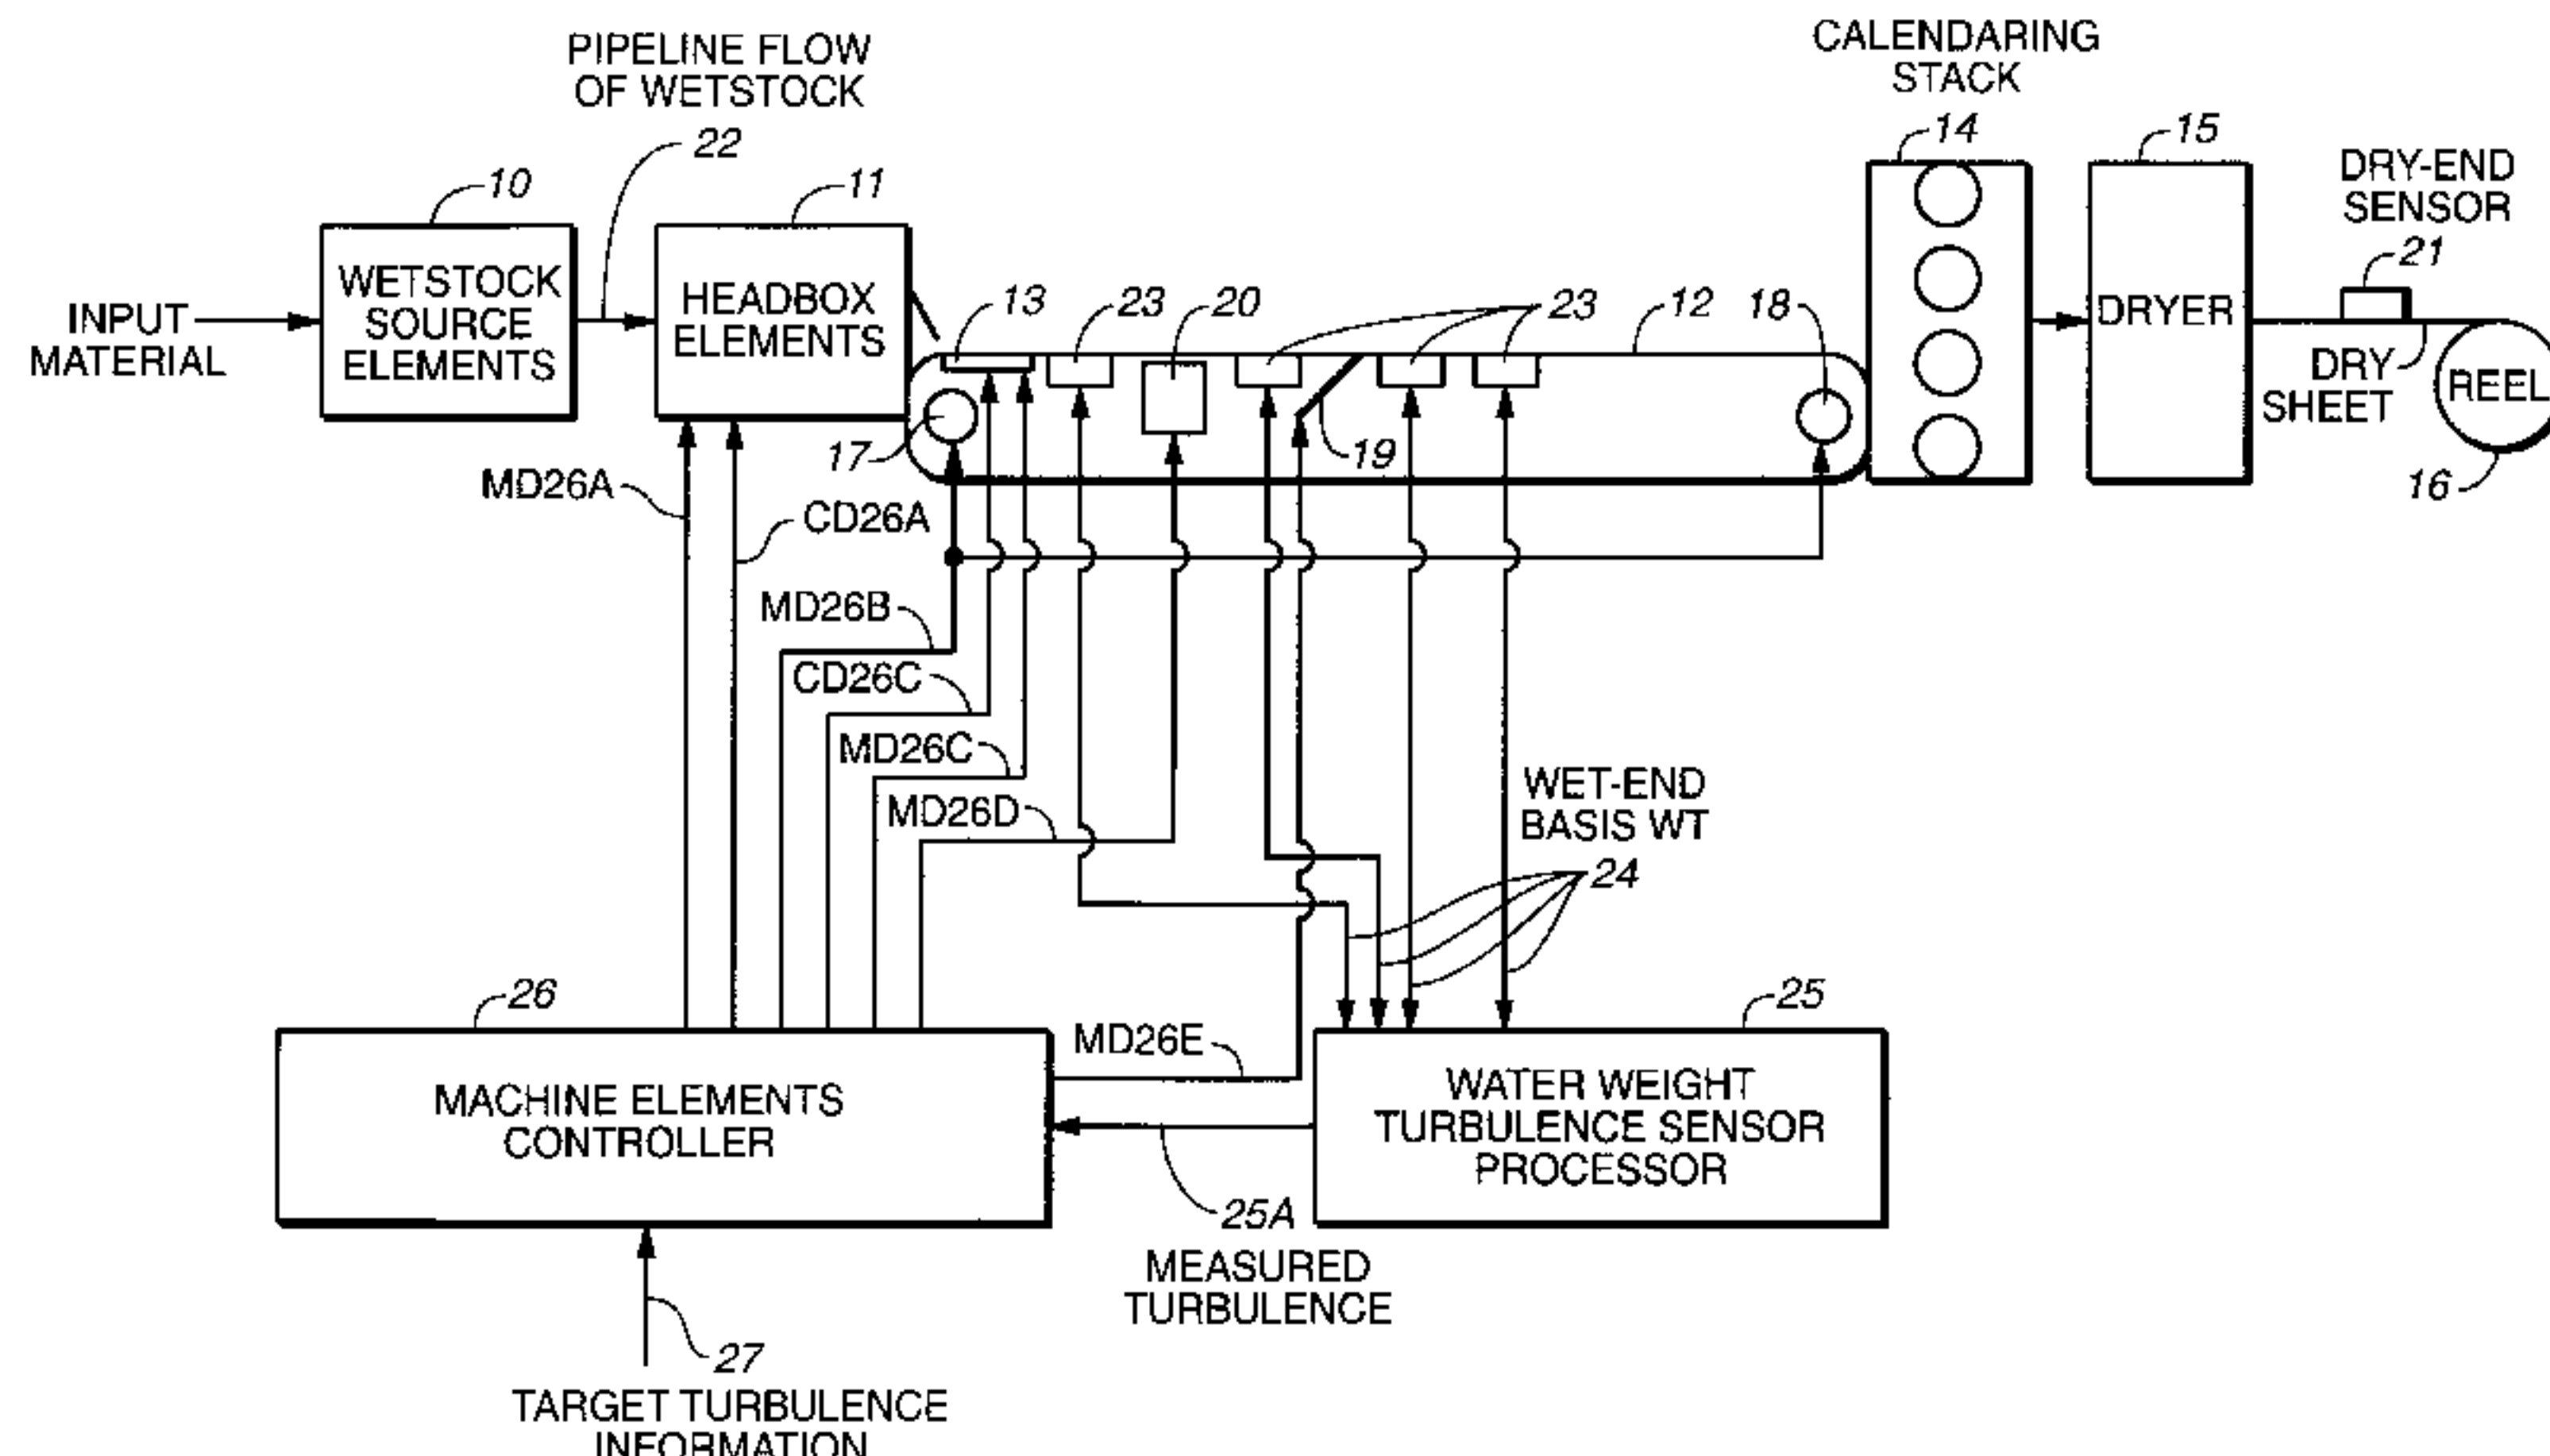 PIPELINE FLOW
OF WETSTOCK
22
CALENDARING
STACK
14
15
DRY-END
SENSOR
21
10
11
INPUT
MATERIAL
WETSTOCK
SOURCE
ELEMENTS
HEADBOX
ELEMENTS
13
23
20
23
12
18
DRYER
DRY
SHEET
REEL
16
17
19
MD26A
CD26A
MD26B
CD26C
MD26C
MD26D
WET-END
BASIS WT
24
26
25
MD26E
MACHINE ELEMENTS
CONTROLLER
WATER WEIGHT
TURBULENCE SENSOR
PROCESSOR
25A
MEASURED
TURBULENCE
27
TARGET TURBULENCE
INFORMATION